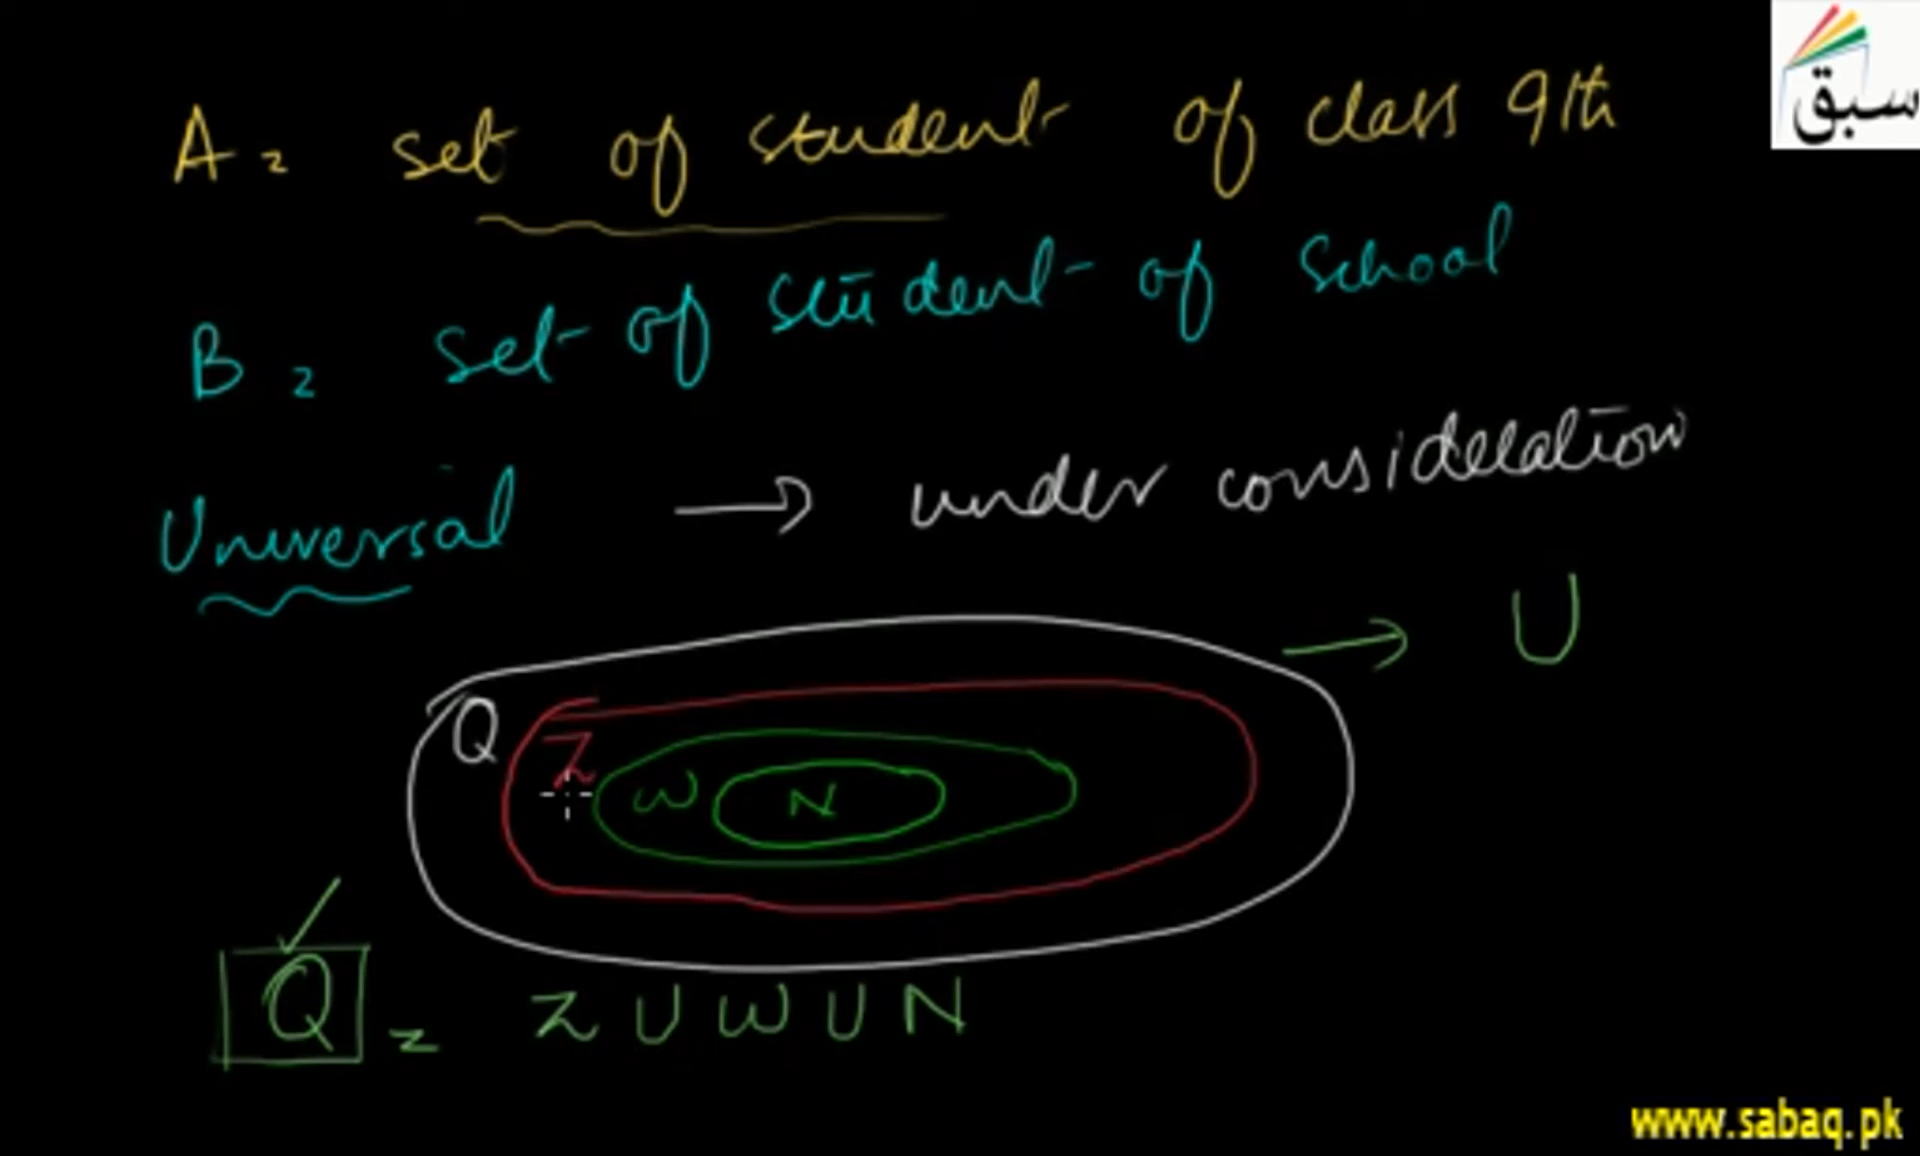 سبق
A = set of student of class 9th
B = set of student of school
Universal → under consideration
→ U
Q Z W N
Q = Z U W U N
www.sabaq.pk